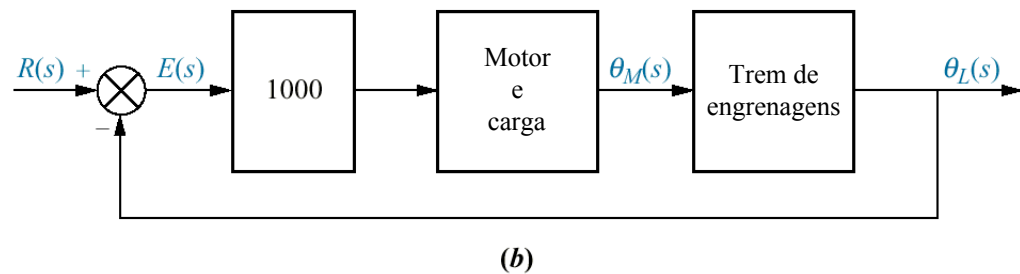 R(s) +
E(s)
1000
Motor
e
carga
θM(s)
Trem de
engrenagens
θL(s)
−
(b)